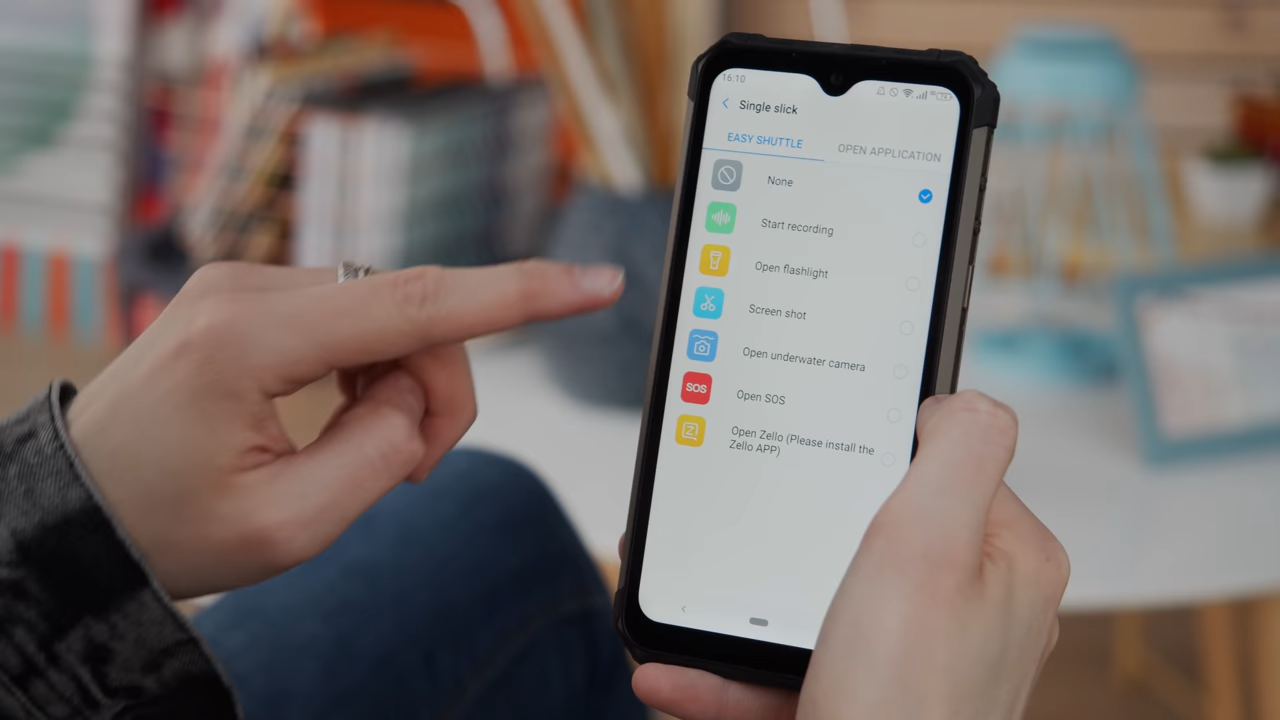 16:10
Single slick
EASY SHUTTLE
OPEN APPLICATION
None
Start recording
Open flashlight
Screen shot
Open underwater camera
SOS
Open SOS
Open Zello (Please install the
Zello APP)